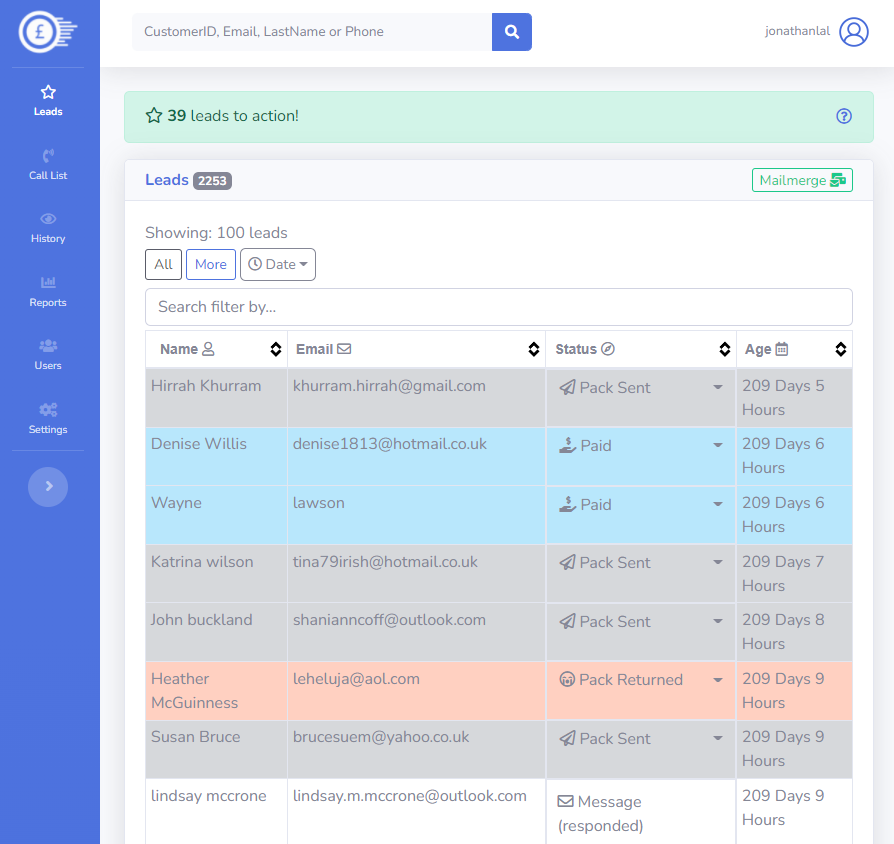 £
CustomerID, Email, LastName or Phone
jonathanlal
Leads
Call List
History
Reports
Users
Settings
39 leads to action!
Leads 2253
Mailmerge
Showing: 100 leads
All More Date
Search filter by...
Name Email Status Age
Hirrah Khurram khurram.hirrah@gmail.com Pack Sent 209 Days 5
Hours
Denise Willis denise1813@hotmail.co.uk Paid 209 Days 6
Hours
Wayne lawson Paid 209 Days 6
Hours
Katrina wilson tina79irish@hotmail.co.uk Pack Sent 209 Days 7
Hours
John buckland shanianncoff@outlook.com Pack Sent 209 Days 8
Hours
Heather leheluja@aol.com Pack Returned 209 Days 9
McGuinness Hours
Susan Bruce brucesuem@yahoo.co.uk Pack Sent 209 Days 9
Hours
lindsay mccrone lindsay.m.mccrone@outlook.com Message 209 Days 9
(responded) Hours